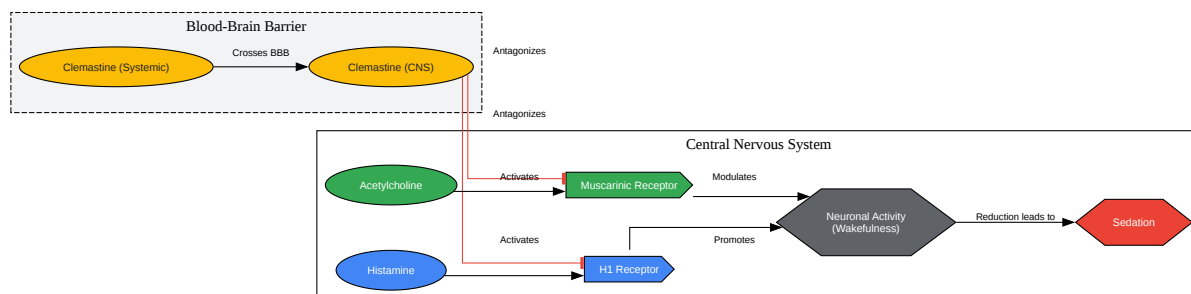 Blood-Brain Barrier
Clemastine (Systemic)
Crosses BBB
Clemastine (CNS)
Antagonizes
Antagonizes
Central Nervous System
Acetylcholine
Activates
Muscarinic Receptor
Modulates
Neuronal Activity
(Wakefulness)
Reduction leads to
Sedation
Histamine
Activates
H1 Receptor
Promotes